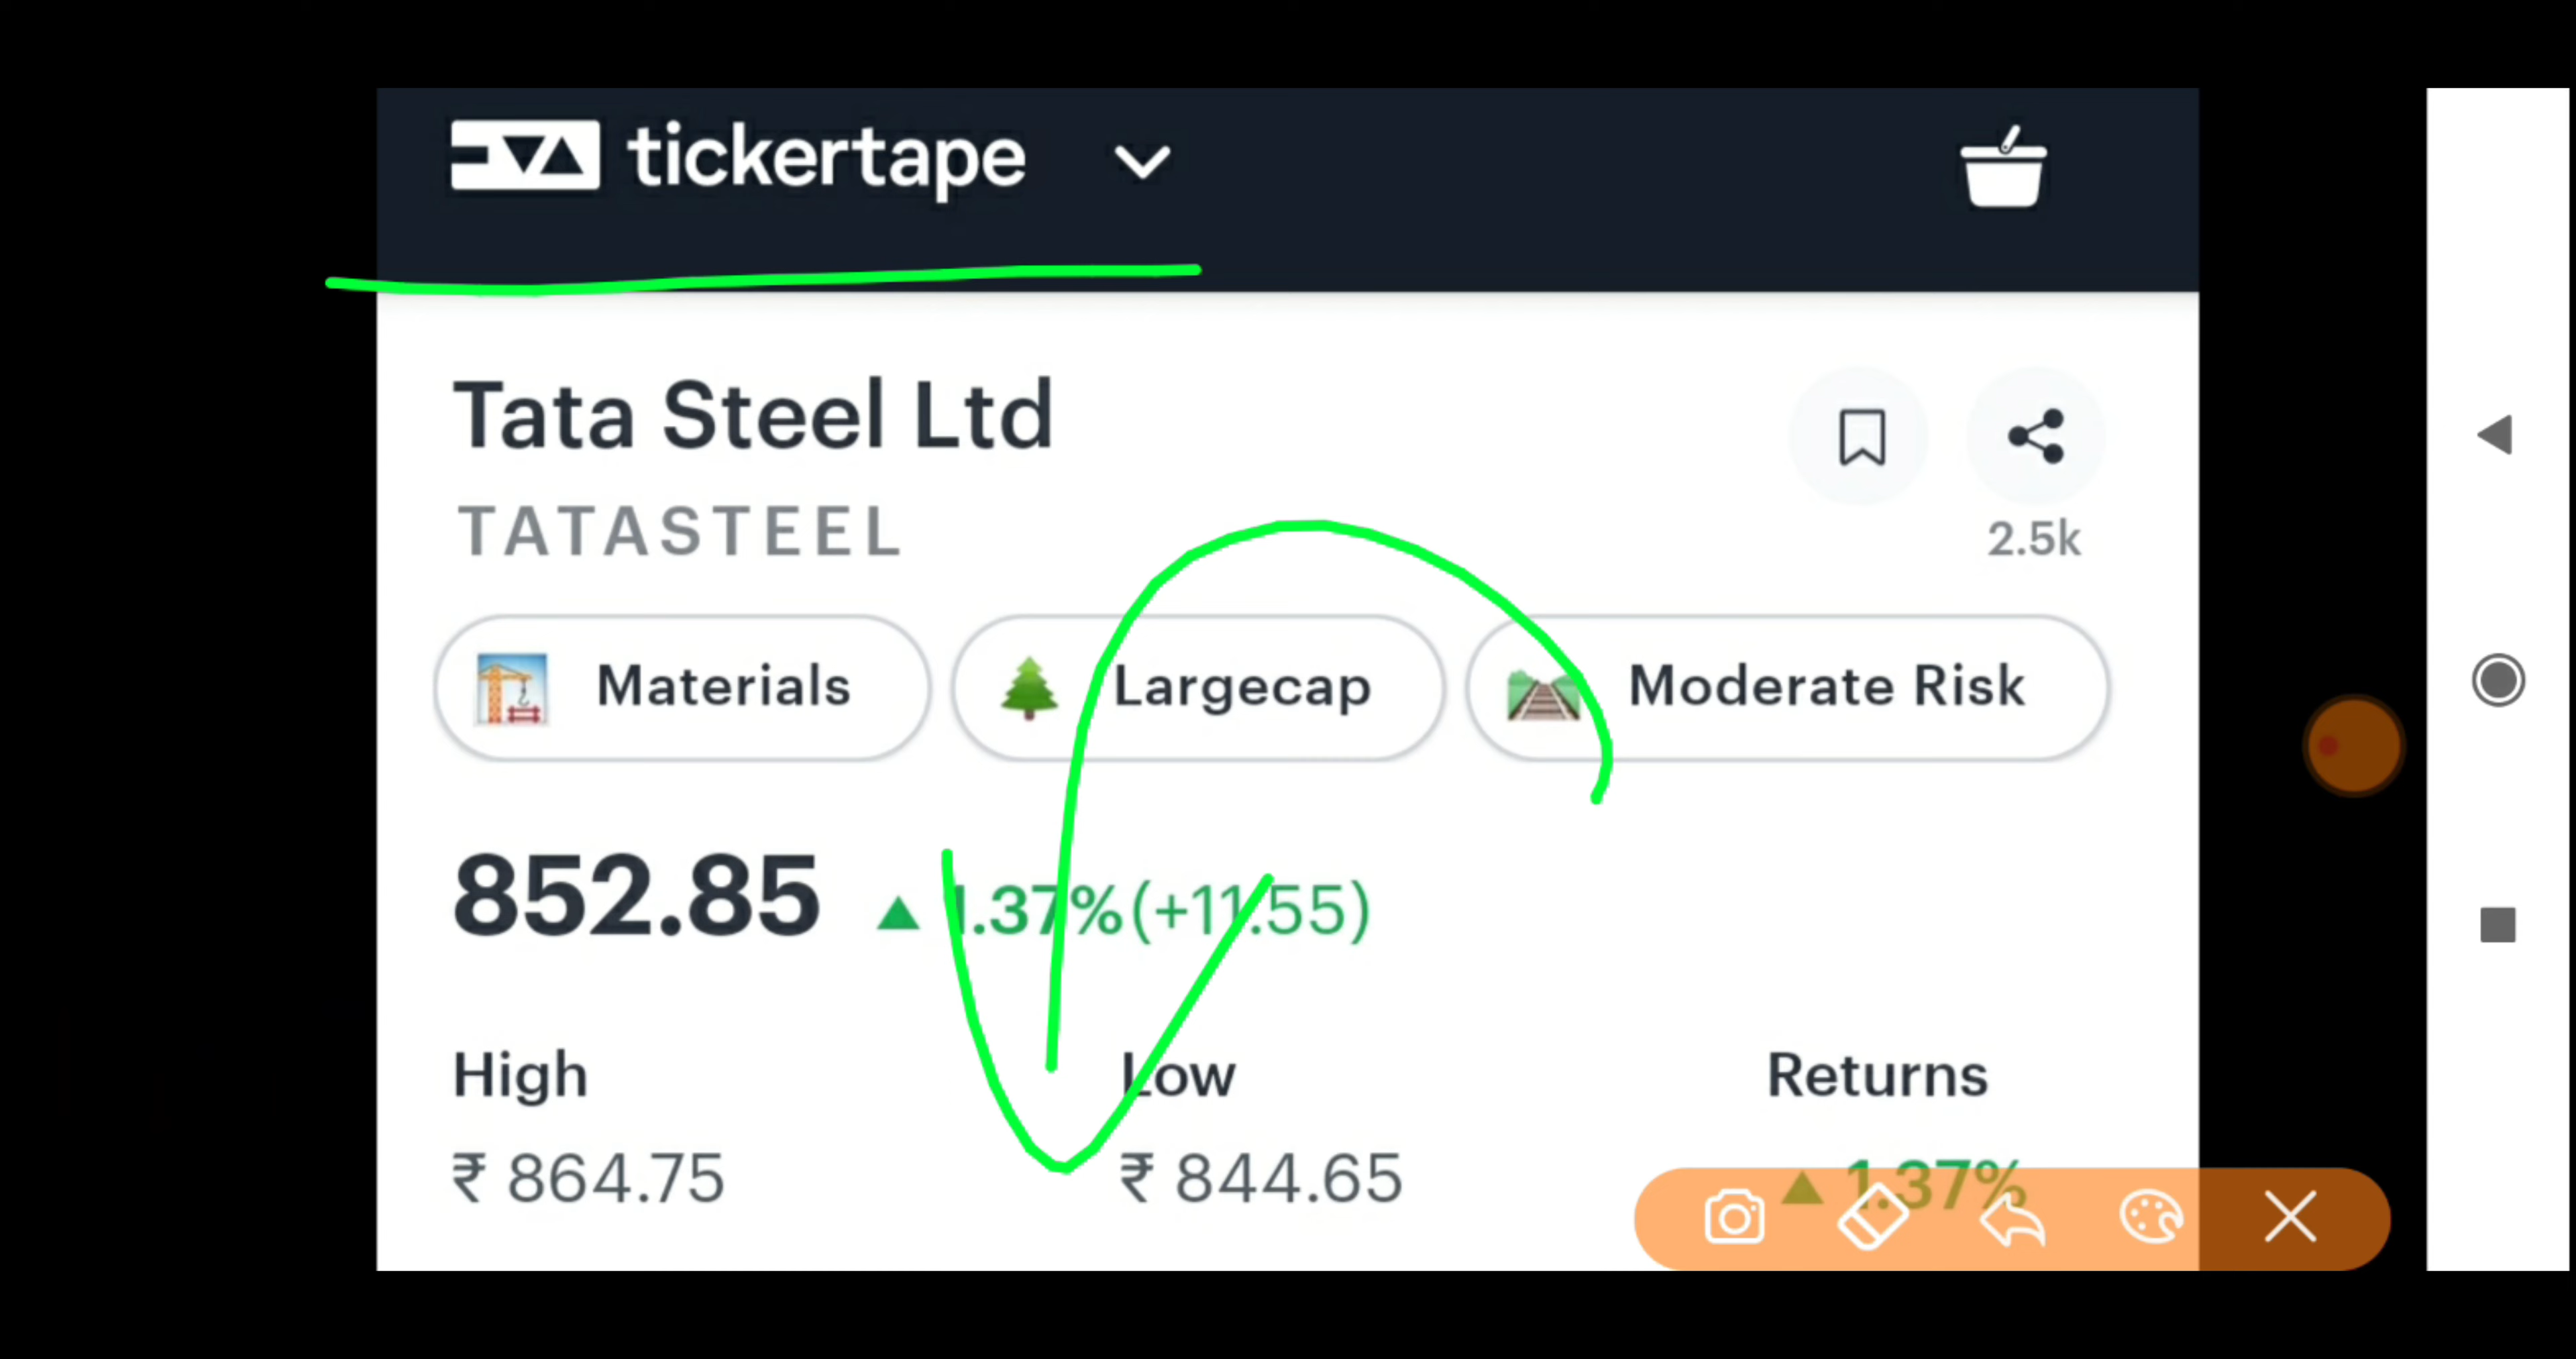 tickertape
Tata Steel Ltd
TATASTEEL
2.5k
Materials Largecap Moderate Risk
852.85 1.37% (+11.55)
High Low Returns
₹ 864.75 ₹ 844.65 1.37%